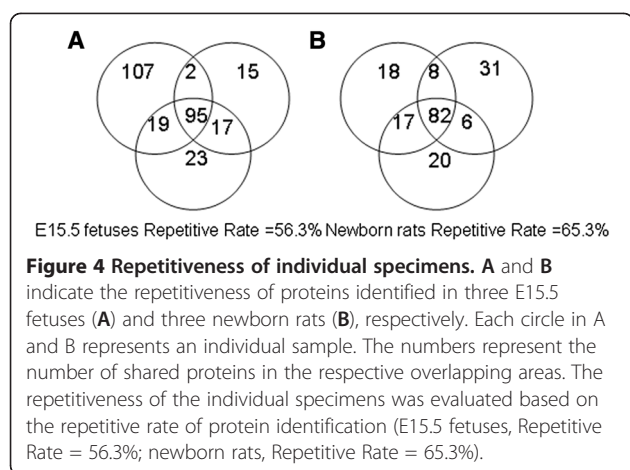 A
B
107 2 15
19 95 17
23
18 8 31
17 82 6
20
E15.5 fetuses Repetitive Rate =56.3% Newborn rats Repetitive Rate =65.3%
Figure 4 Repetitiveness of individual specimens. A and B
indicate the repetitiveness of proteins identified in three E15.5
fetuses (A) and three newborn rats (B), respectively. Each circle in A
and B represents an individual sample. The numbers represent the
number of shared proteins in the respective overlapping areas. The
repetitiveness of the individual specimens was evaluated based on
the repetitive rate of protein identification (E15.5 fetuses, Repetitive
Rate = 56.3%; newborn rats, Repetitive Rate = 65.3%).